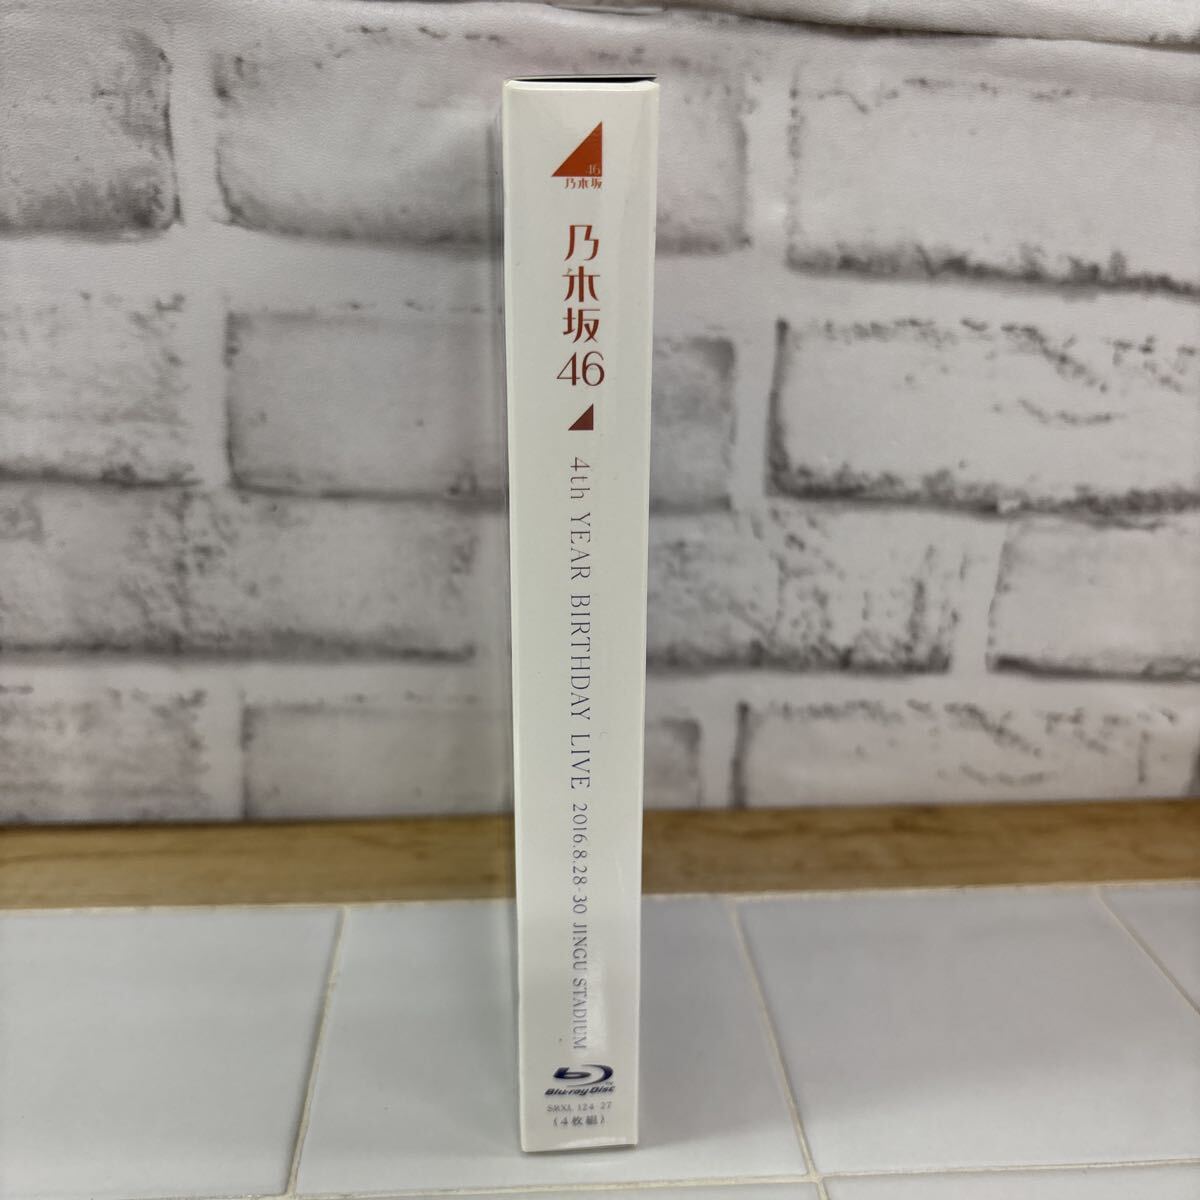 46
乃木坂
乃木坂46
4th YEAR BIRTHDAY LIVE 2016.8.28-30 JINGU STADIUM
Blu-ray Disc
TM
SRXL 124-27
(4枚組)